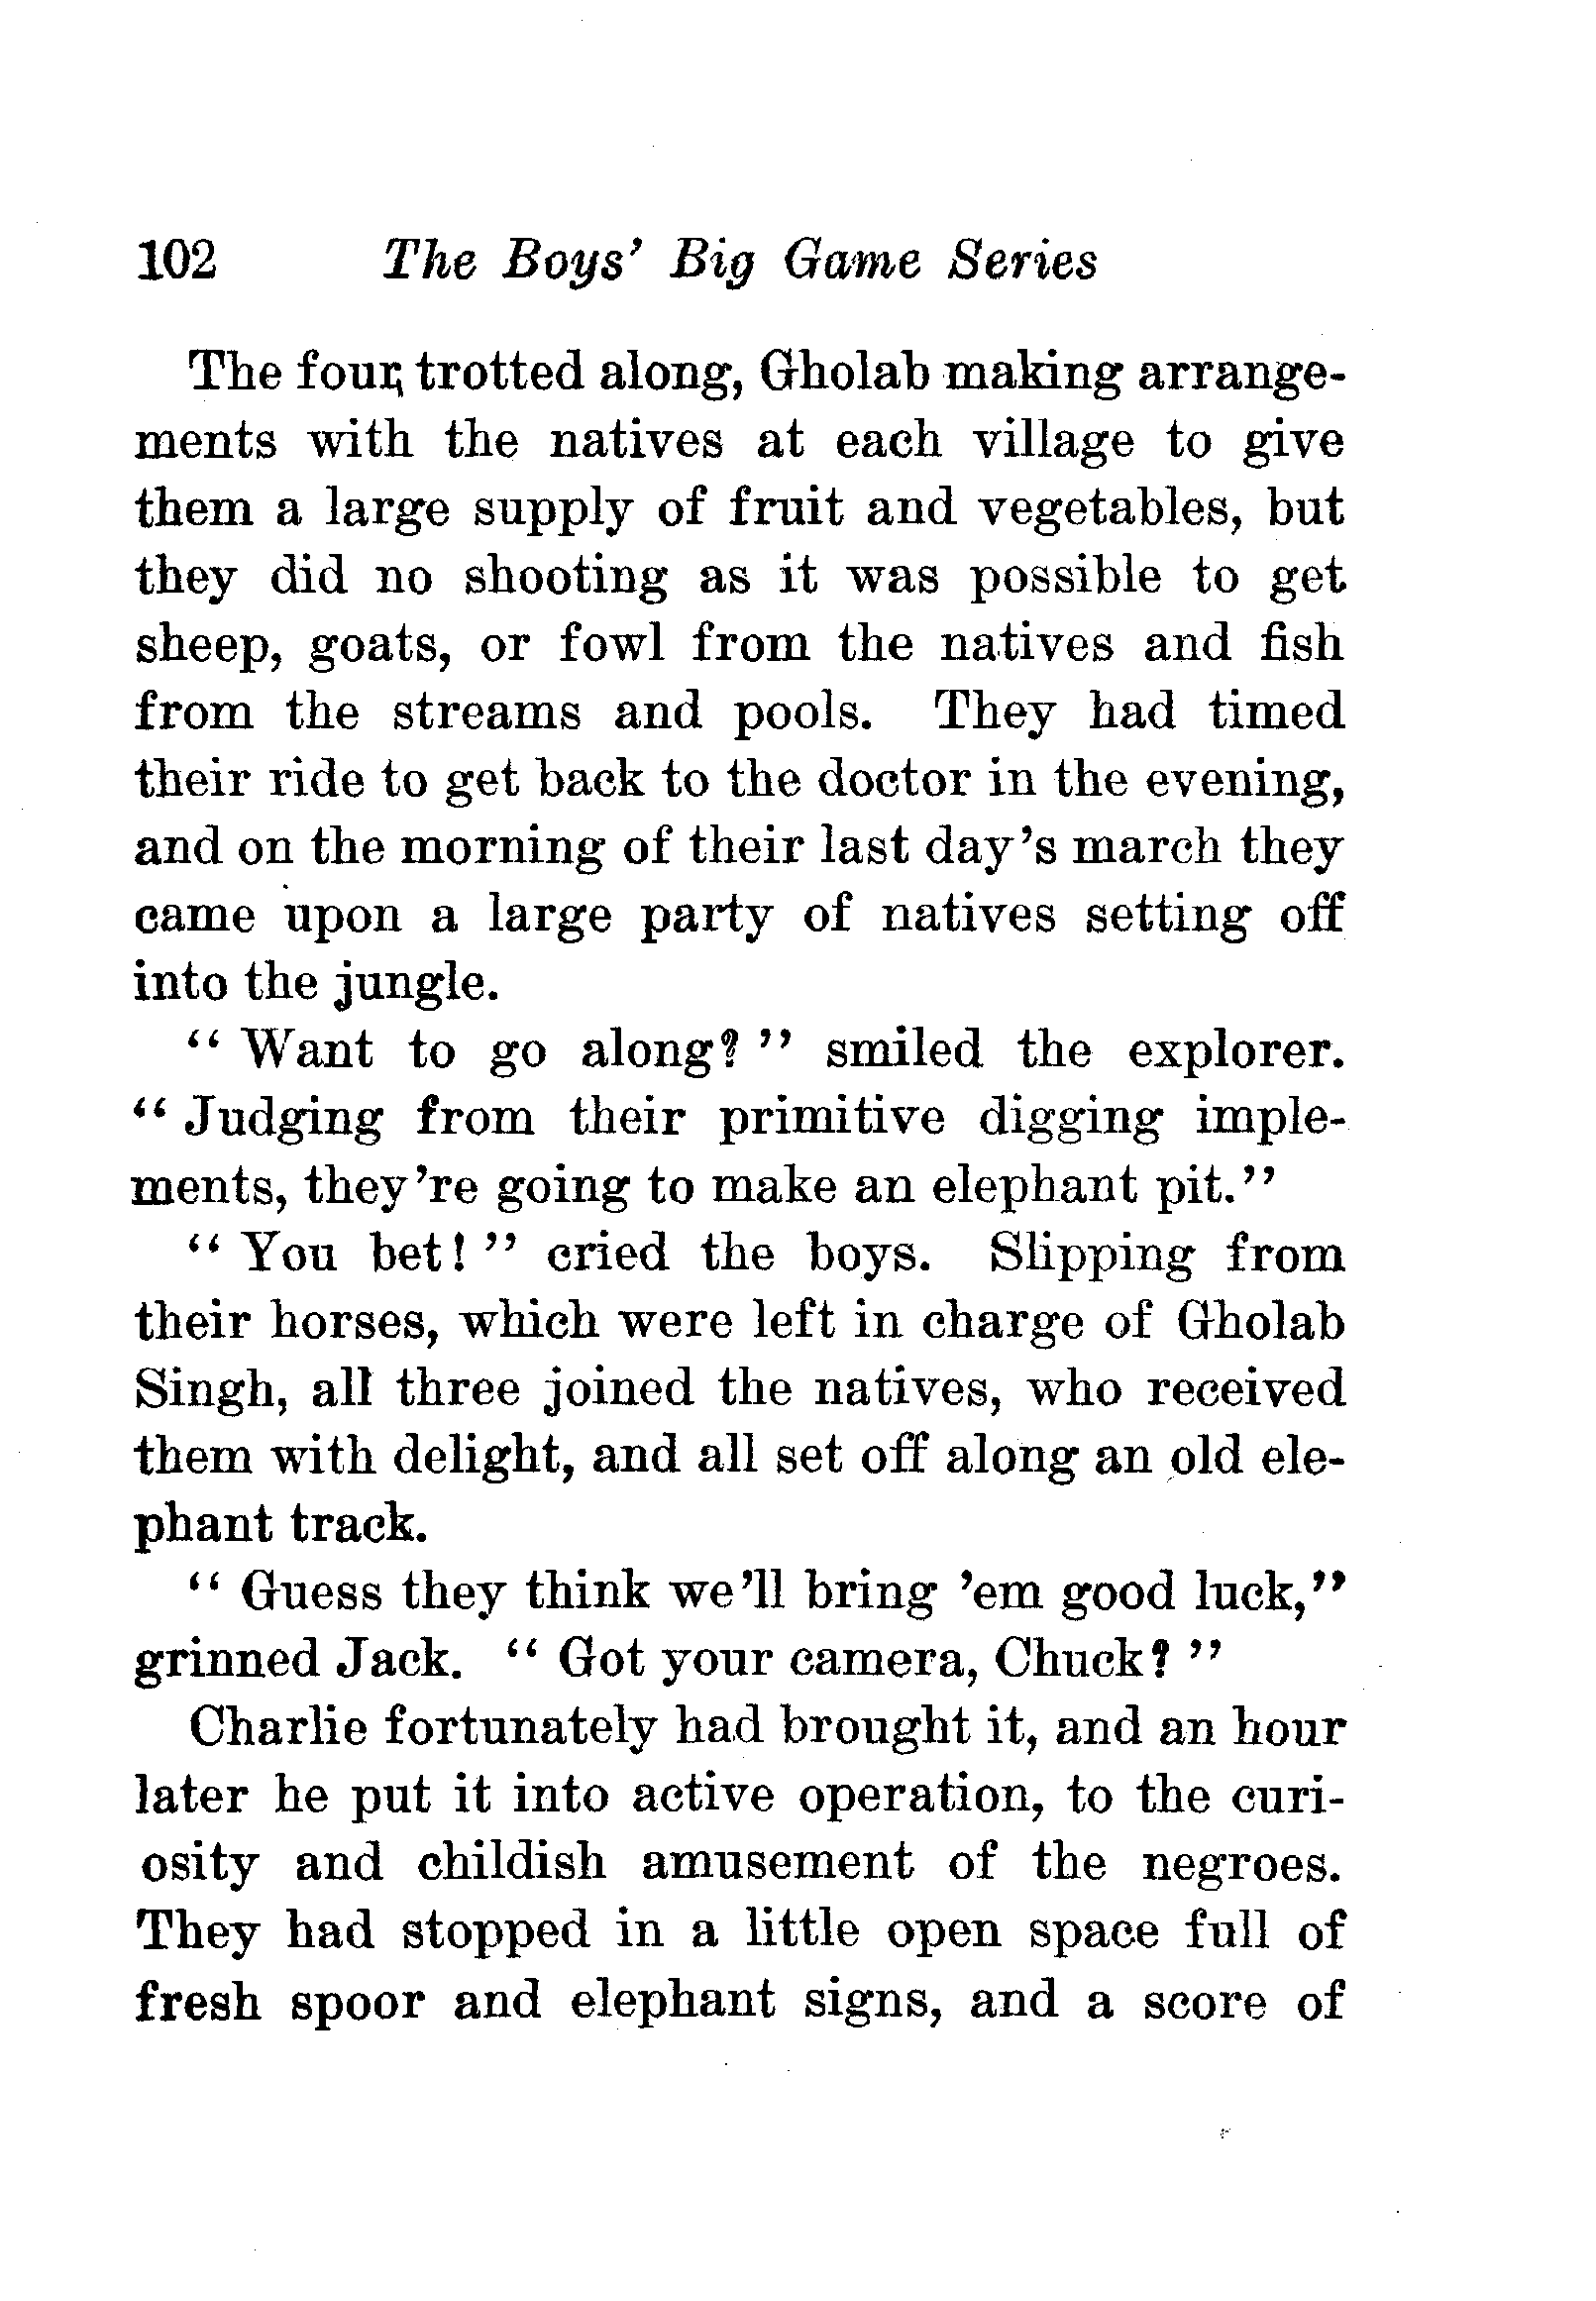 102 The Boys' Big Game Series
The four trotted along, Gholab making arrange-
ments with the natives at each village to give
them a large supply of fruit and vegetables, but
they did no shooting as it was possible to get
sheep, goats, or fowl from the natives and fish
from the streams and pools. They had timed
their ride to get back to the doctor in the evening,
and on the morning of their last day's march they
came upon a large party of natives setting off
into the jungle.
" Want to go along? " smiled the explorer.
" Judging from their primitive digging imple-
ments, they're going to make an elephant pit."
" You bet! " cried the boys. Slipping from
their horses, which were left in charge of Gholab
Singh, all three joined the natives, who received
them with delight, and all set off along an old ele-
phant track.
" Guess they think we'll bring 'em good luck,"
grinned Jack. " Got your camera, Chuck? "
Charlie fortunately had brought it, and an hour
later he put it into active operation, to the curi-
osity and childish amusement of the negroes.
They had stopped in a little open space full of
fresh spoor and elephant signs, and a score of